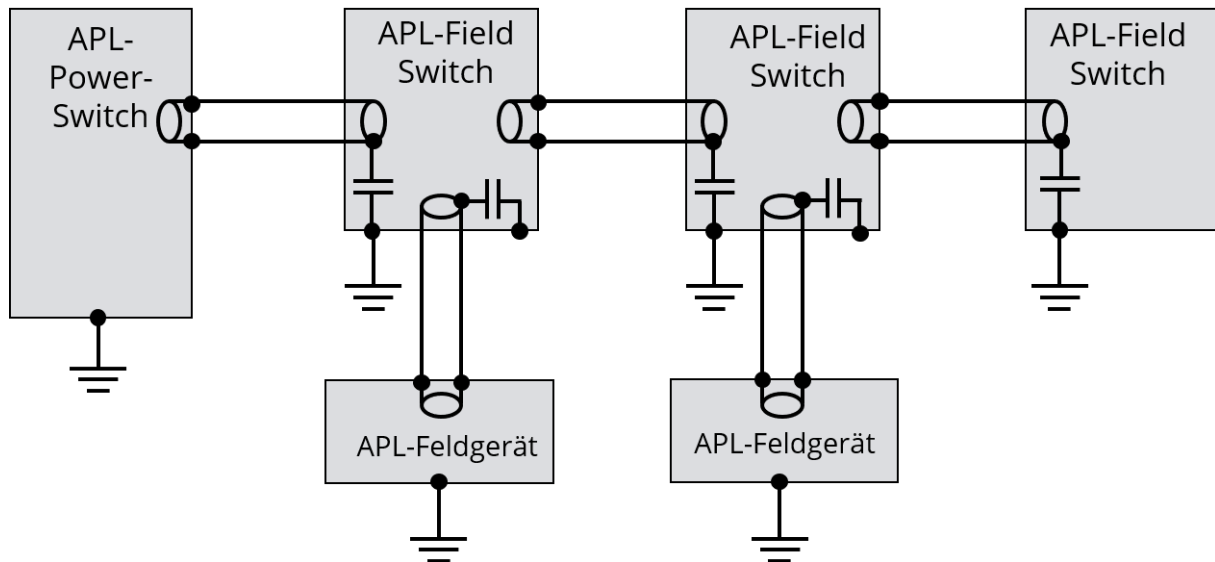 APL-
Power-
Switch
APL-Field
Switch
APL-Field
Switch
APL-Field
Switch
APL-Feldgerät
APL-Feldgerät